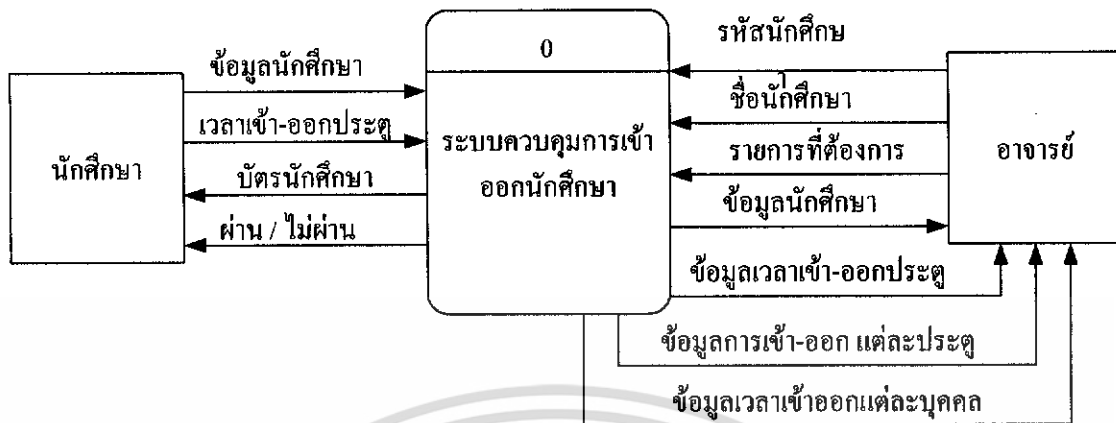 นักศึกษา
ข้อมูลนักศึกษา
เวลาเข้า-ออกประตู
บัตรนักศึกษา
ผ่าน / ไม่ผ่าน
0
ระบบควบคุมการเข้า
ออกนักศึกษา
รหัสนักศึกษ
า
ชื่อนักศึกษา
รายการที่ต้องการ
ข้อมูลนักศึกษา
ข้อมูลเวลาเข้า-ออกประตู
ข้อมูลการเข้า-ออก แต่ละประตู
ข้อมูลเวลาเข้าออกแต่ละบุคคล
อาจารย์